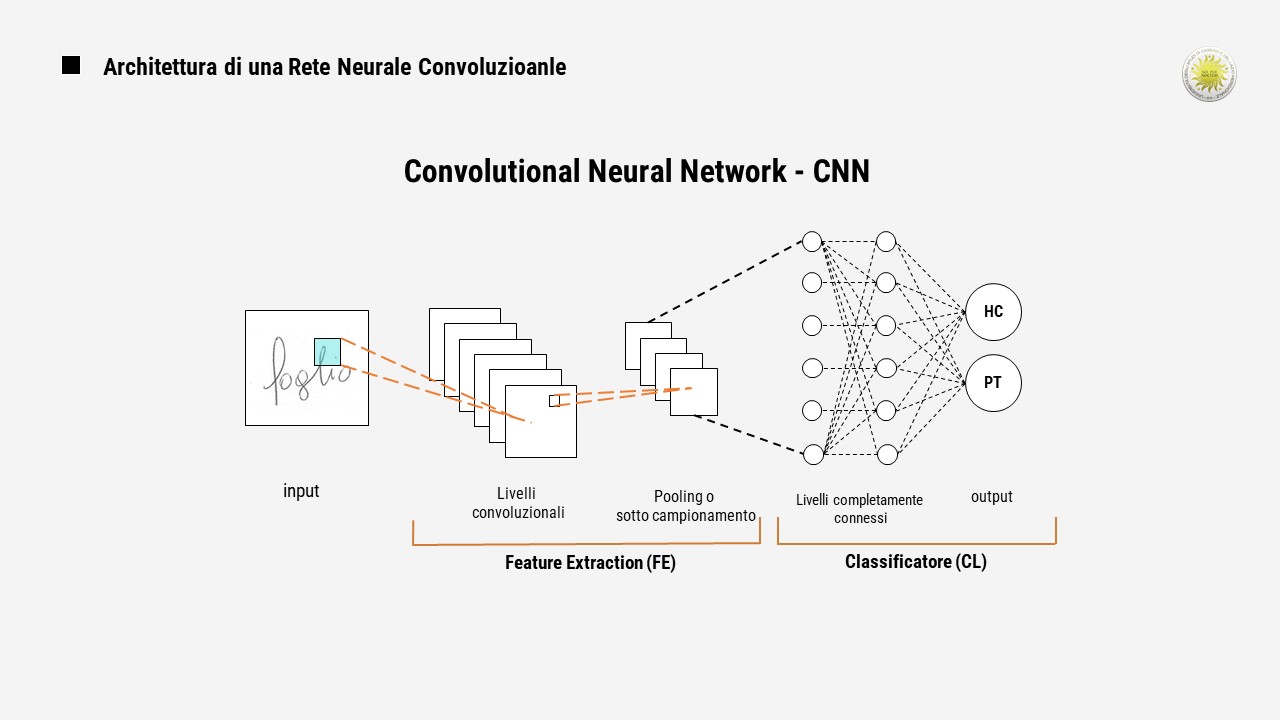 Architettura di una Rete Neurale Convoluzioanle
Convolutional Neural Network - CNN
foglio
HC
PT
input
Livelli
convoluzionali
Pooling o
sotto campionamento
Livelli completamente
connessi
output
Feature Extraction (FE)
Classificatore (CL)